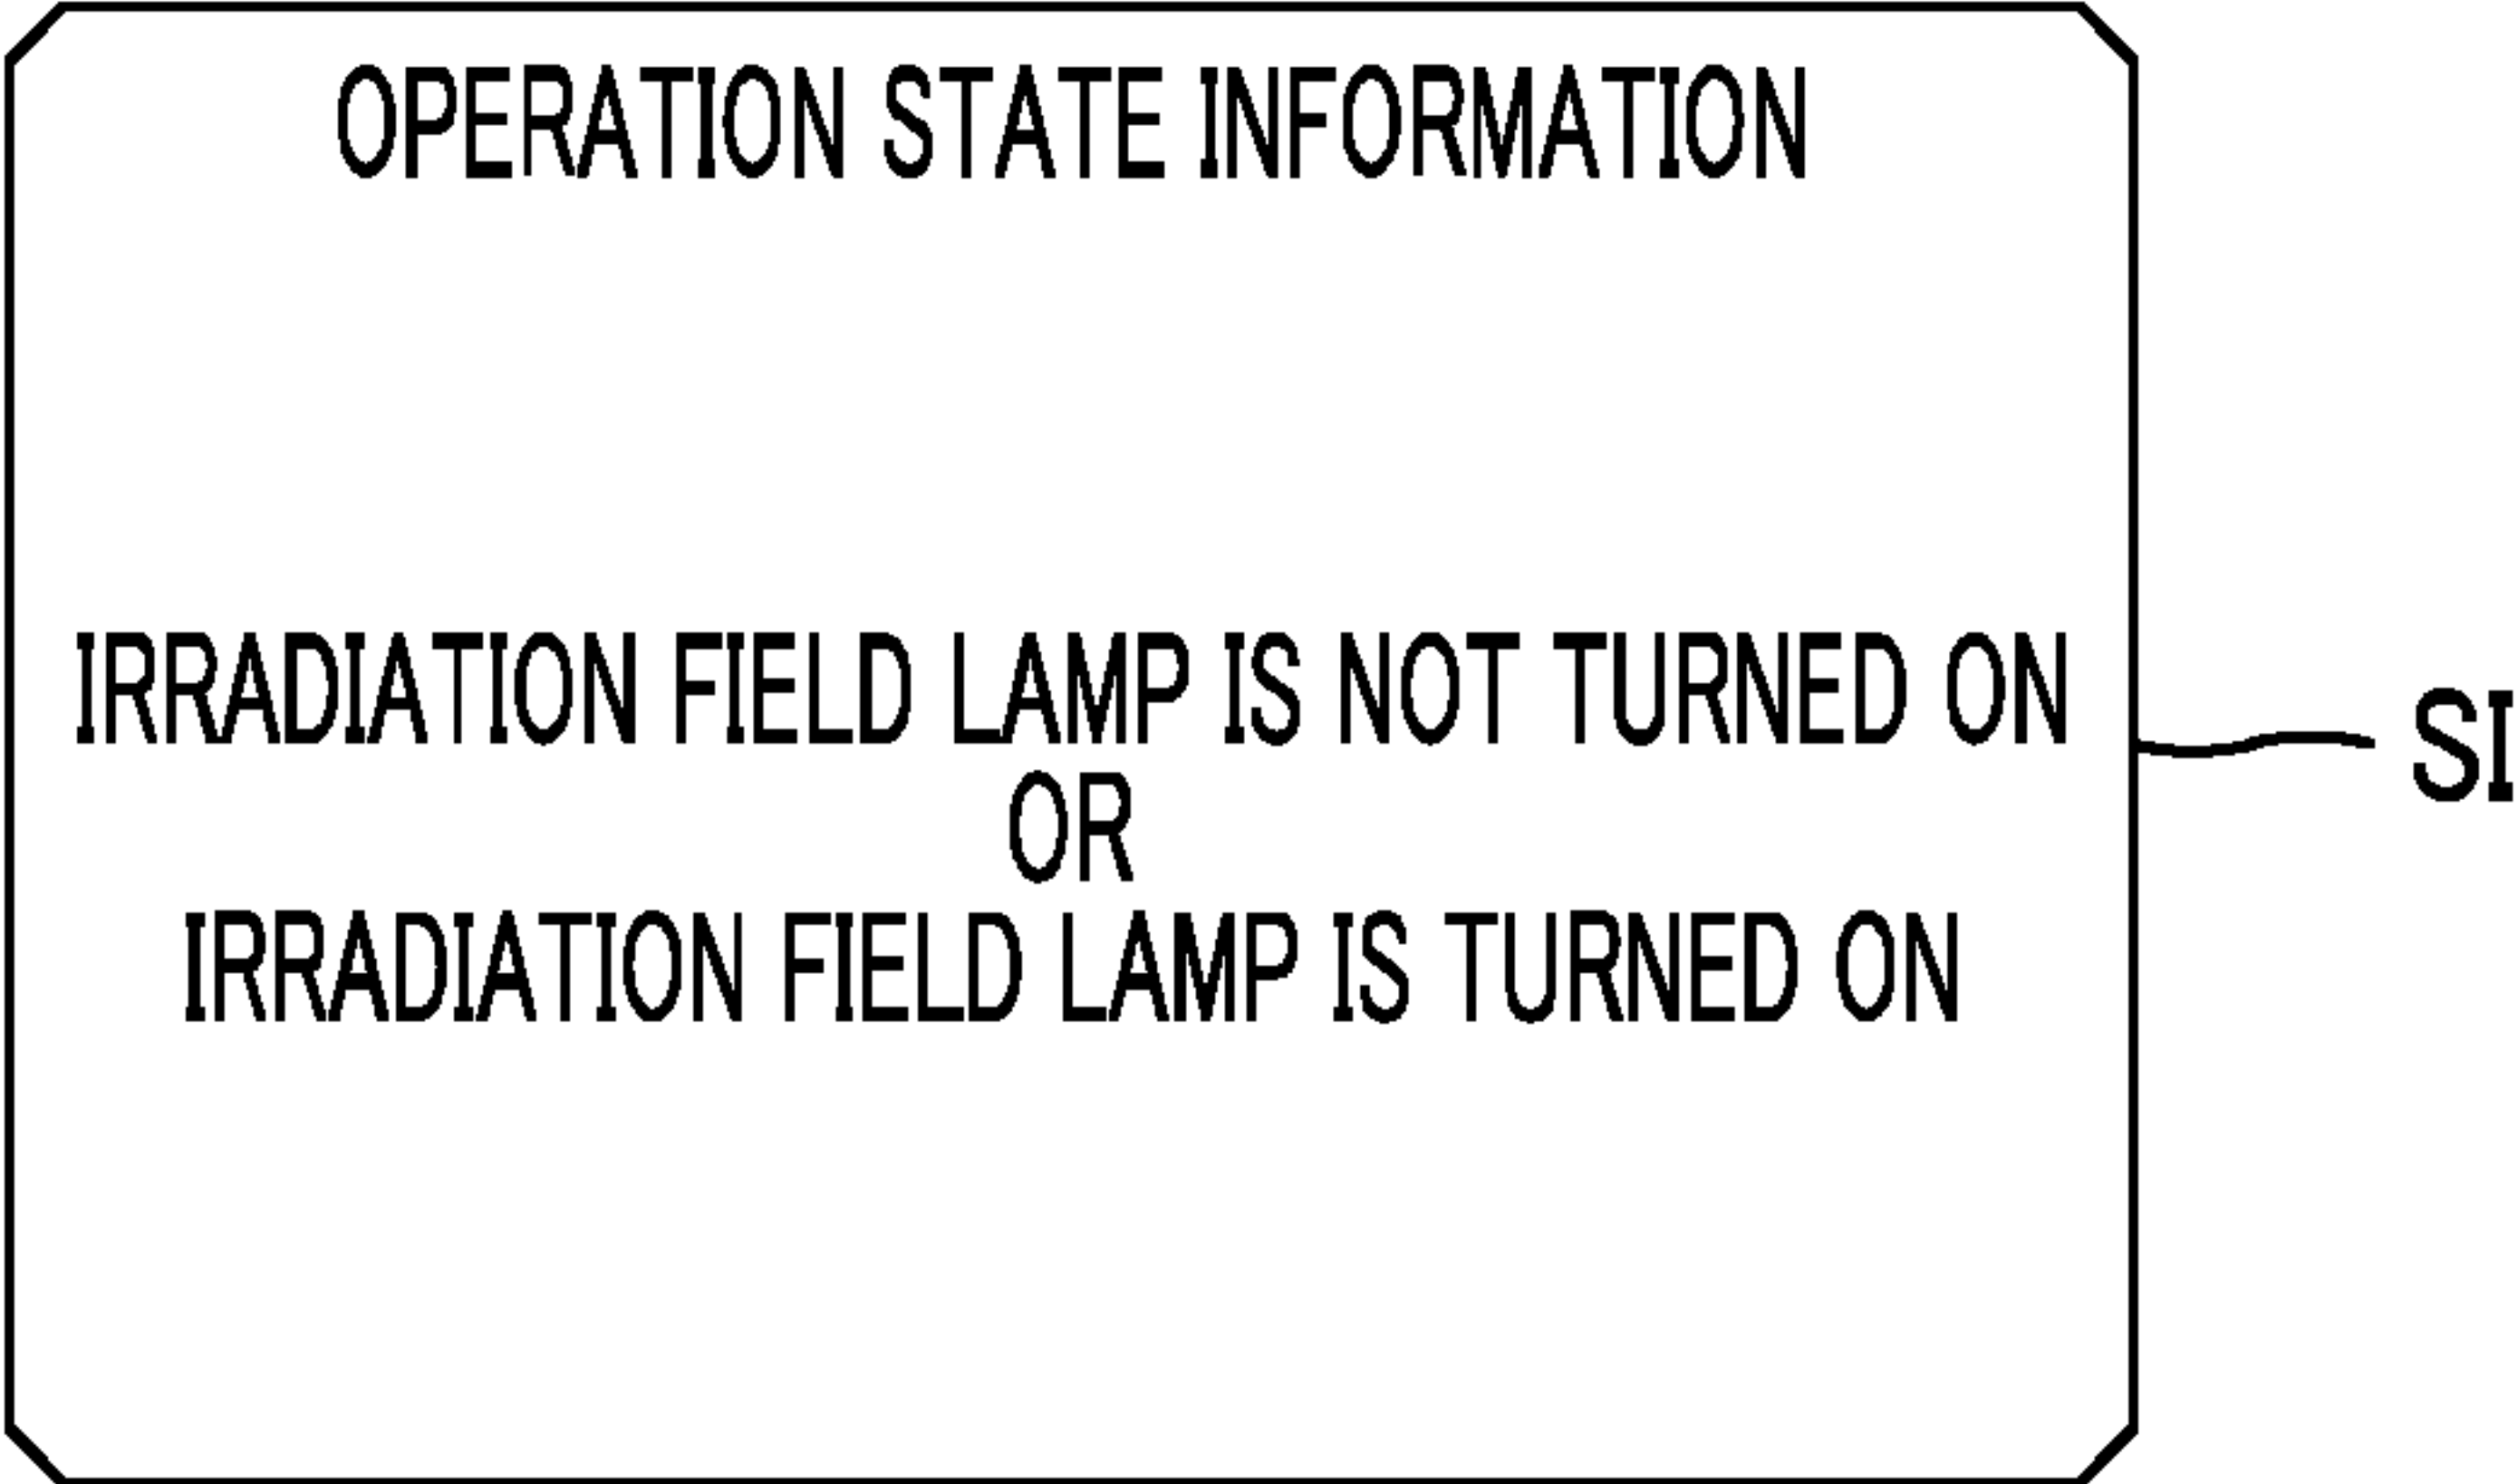 OPERATION STATE INFORMATION
IRRADIATION FIELD LAMP IS NOT TURNED ON
OR
IRRADIATION FIELD LAMP IS TURNED ON
SI